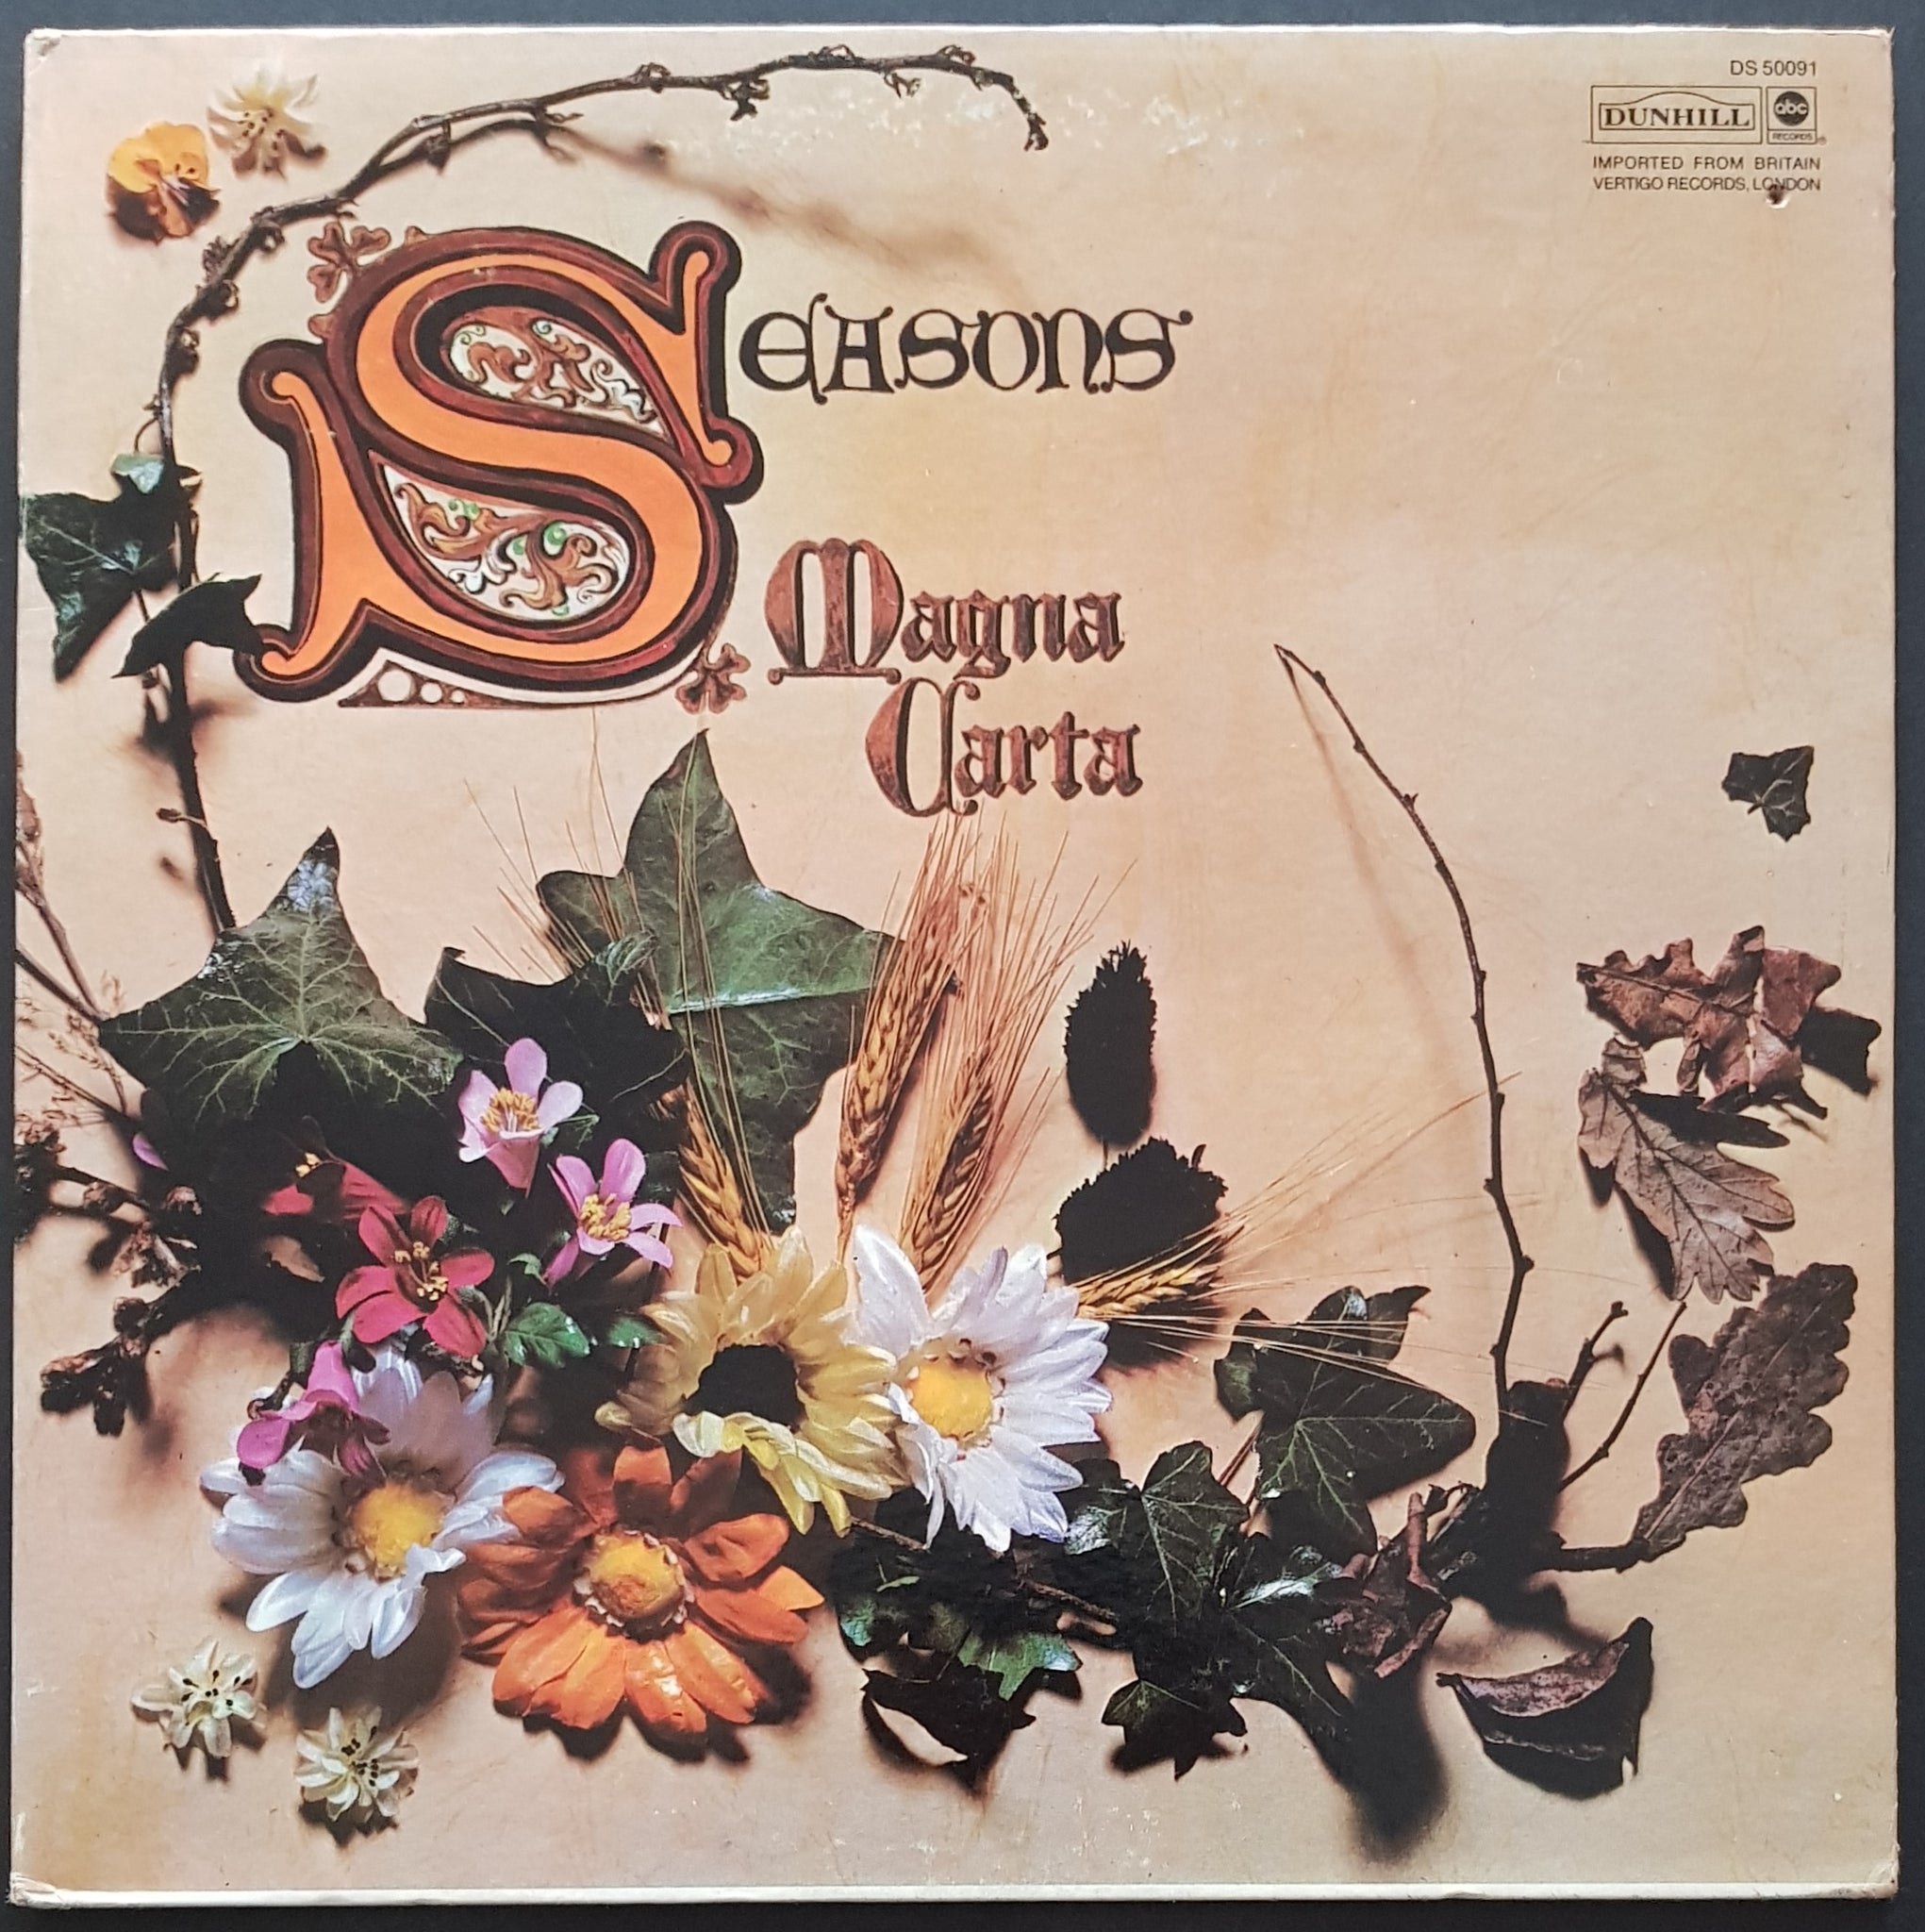 DS 50091
DUNHILL
abc
RECORDS
IMPORTED FROM BRITAIN
VERTIGO RECORDS, LONDON
SEASONS
Magna
Carta